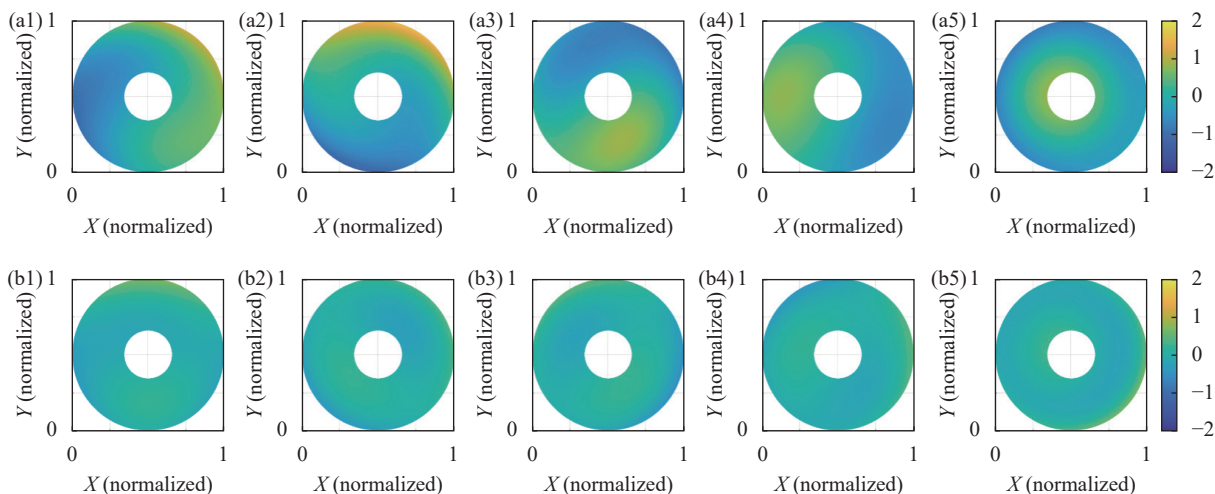 (a1) 1 (a2) 1 (a3) 1 (a4) 1 (a5) 1 2
Y (normalized) Y (normalized) Y (normalized) Y (normalized) Y (normalized) 1
0
−1
0 0 0 0 0 −2
0 1 0 1 0 1 0 1 0 1
X (normalized) X (normalized) X (normalized) X (normalized) X (normalized)
(b1) 1 (b2) 1 (b3) 1 (b4) 1 (b5) 1 2
Y (normalized) Y (normalized) Y (normalized) Y (normalized) Y (normalized) 1
0
−1
0 0 0 0 0 −2
0 1 0 1 0 1 0 1 0 1
X (normalized) X (normalized) X (normalized) X (normalized) X (normalized)